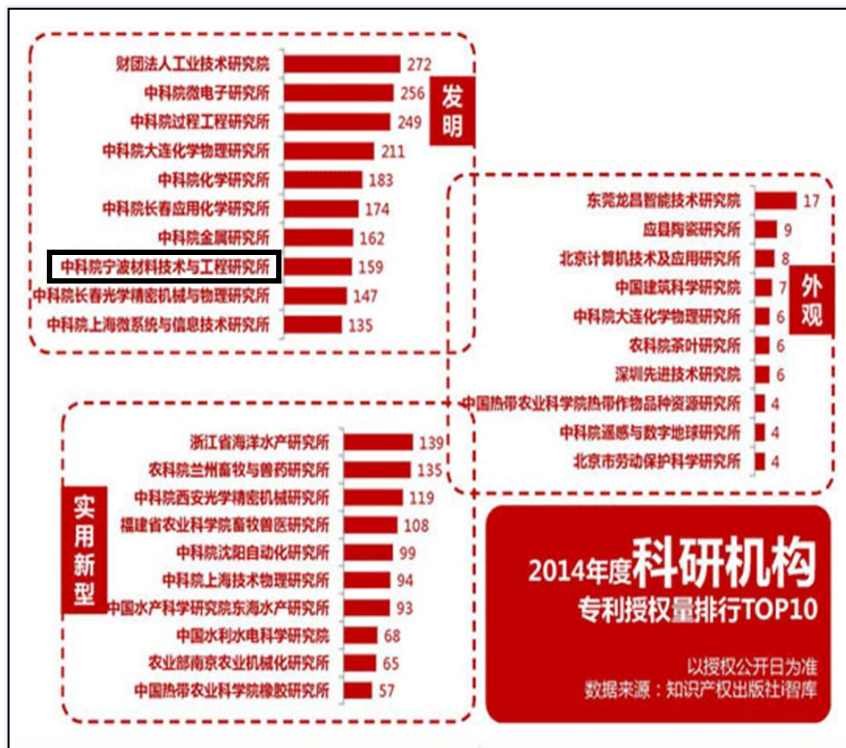 发明
财团法人工业技术研究院 272
中科院微电子研究所 256
中科院过程工程研究所 249
中科院大连化学物理研究所 211
中科院化学研究所 183
中科院长春应用化学研究所 174
中科院金属研究所 162
中科院宁波材料技术与工程研究所 159
中科院长春光学精密机械与物理研究所 147
中科院上海微系统与信息技术研究所 135
外观
东莞龙昌智能技术研究院 17
应县陶瓷研究所 9
北京计算机技术及应用研究所 8
中国建筑科学研究院 7
中科院大连化学物理研究所 6
农科院茶叶研究所 6
深圳先进技术研究院 6
中国热带农业科学院热带作物品种资源研究所 4
中科院遥感与数字地球研究所 4
北京市劳动保护科学研究所 4
实用新型
浙江省海洋水产研究所 139
农科院兰州畜牧与兽药研究所 135
中科院西安光学精密机械研究所 119
福建省农业科学院畜牧兽医研究所 108
中科院沈阳自动化研究所 99
中科院上海技术物理研究所 94
中国水产科学研究院东海水产研究所 93
中国水利水电科学研究院 68
农业部南京农业机械化研究所 65
中国热带农业科学院橡胶研究所 57
2014年度科研机构
专利授权量排行TOP10
以授权公开日为准
数据来源：知识产权出版社i智库